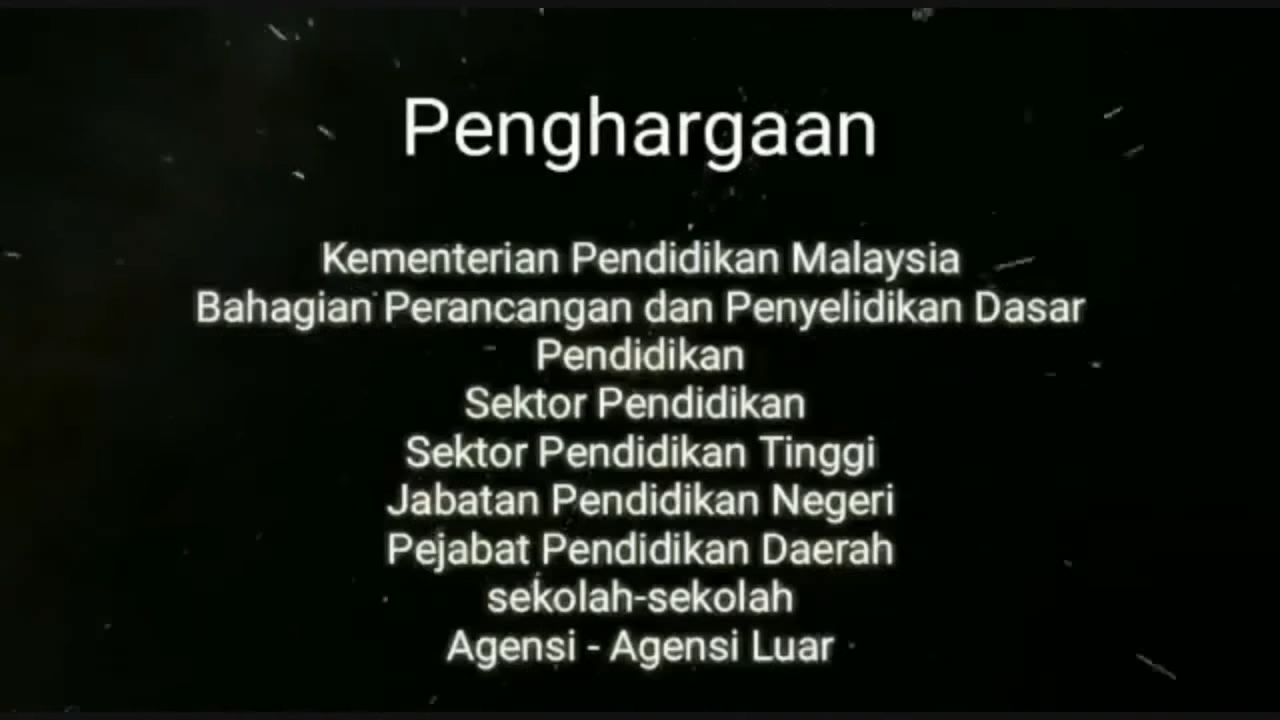 Penghargaan
Kementerian Pendidikan Malaysia
Bahagian Perancangan dan Penyelidikan Dasar
Pendidikan
Sektor Pendidikan
Sektor Pendidikan Tinggi
Jabatan Pendidikan Negeri
Pejabat Pendidikan Daerah
sekolah-sekolah
Agensi - Agensi Luar